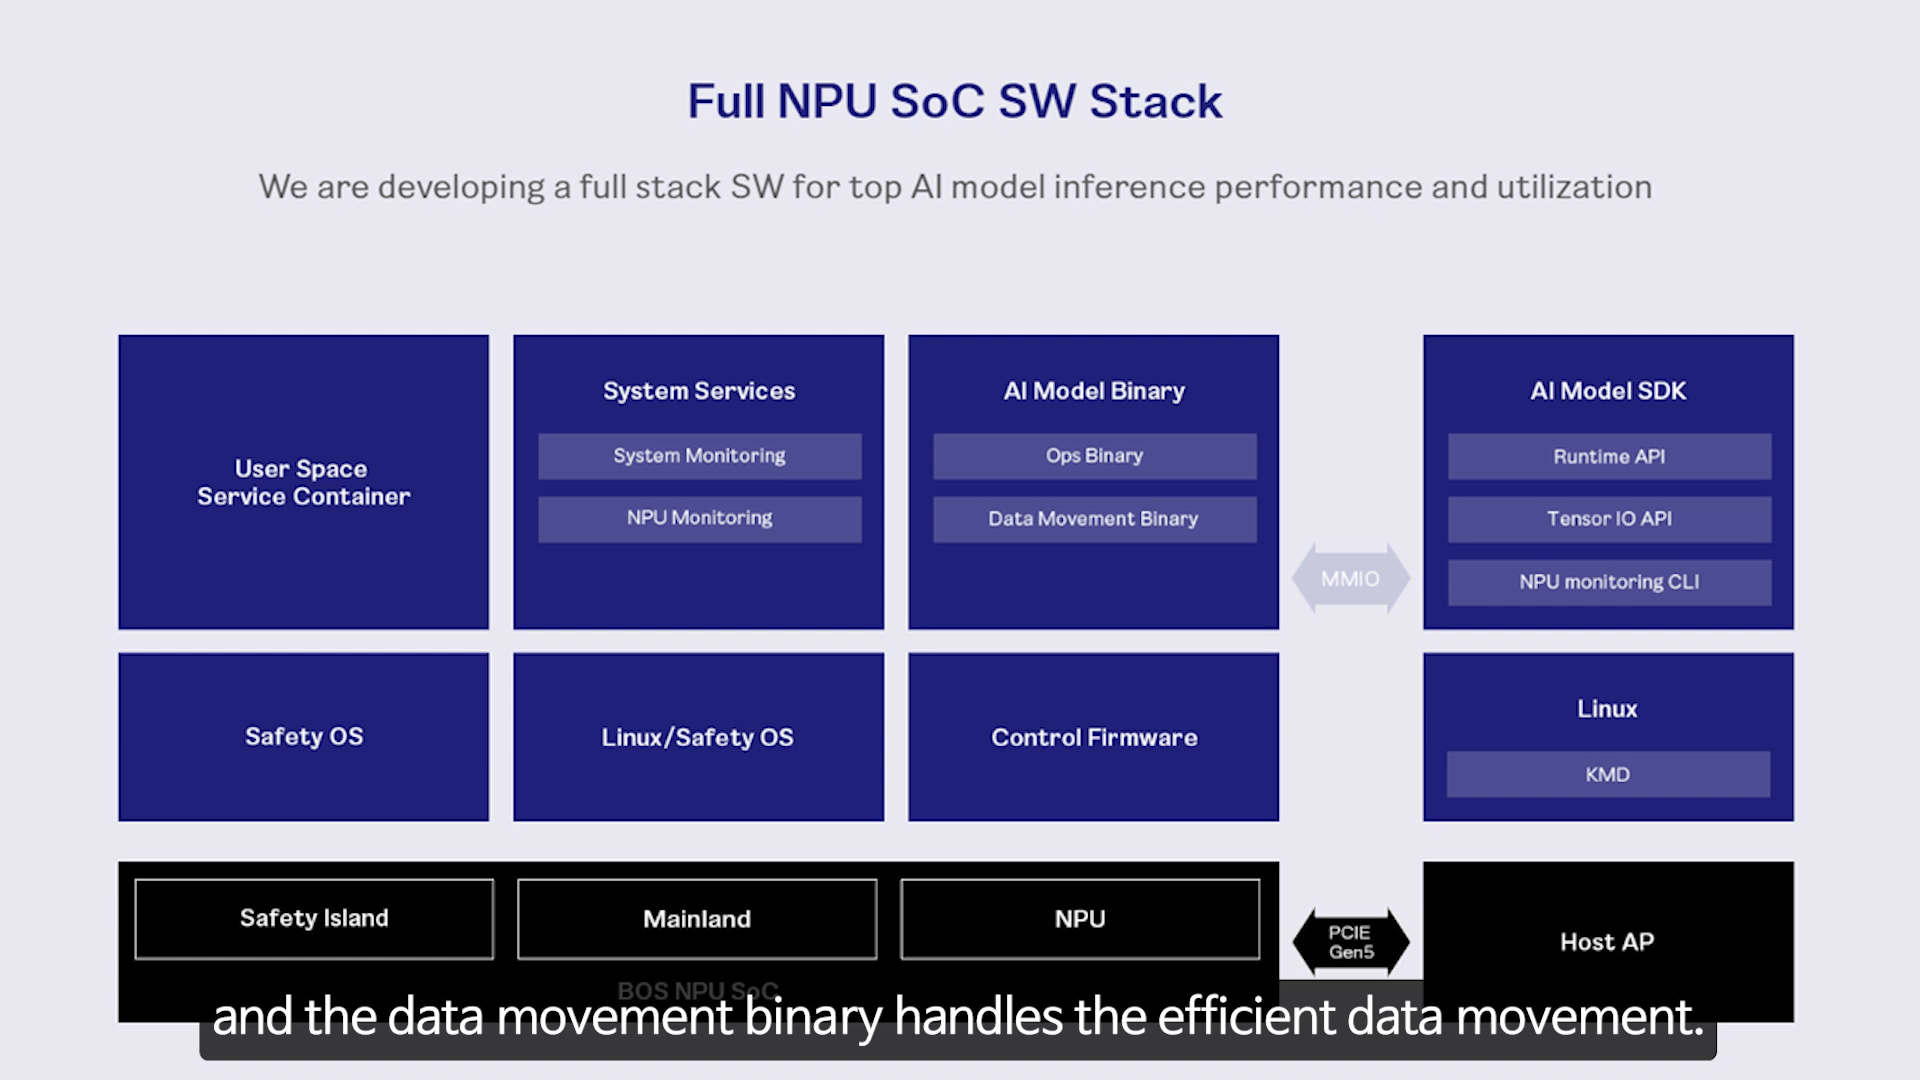 Full NPU SoC SW Stack
We are developing a full stack SW for top AI model inference performance and utilization
User Space
Service Container
System Services
System Monitoring
NPU Monitoring
AI Model Binary
Ops Binary
Data Movement Binary
MMIO
AI Model SDK
Runtime API
Tensor IO API
NPU monitoring CLI
Safety OS
Linux/Safety OS
Control Firmware
Linux
KMD
Safety Island
Mainland
NPU
BOS NPU SoC
PCIE
Gen5
Host AP
and the data movement binary handles the efficient data movement.